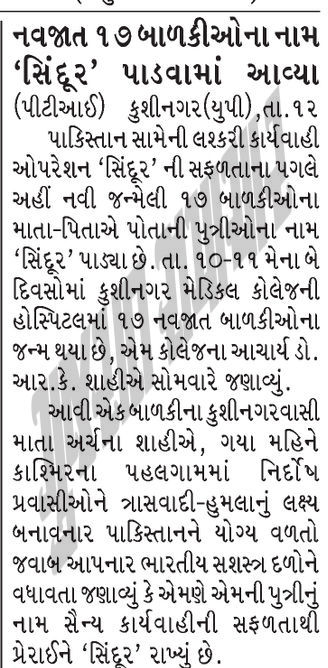 નવજાત ૧૭ બાળકીઓના નામ
‘સિંદૂર’ પાડવામાં આવ્યા
(પીટીઆઈ) કુશીનગર(યુપી),તા.૧૨
પાકિસ્તાન સામેની લશ્કરી કાર્યવાહી
ઓપરેશન ‘સિંદૂર’ ની સફળતાના પગલે
અહીં નવી જન્મેલી ૧૭ બાળકીઓના
માતા-પિતાએ પોતાની પુત્રીઓના નામ
‘સિંદૂર’ પાડ્યા છે. તા. ૧૦-૧૧ મેના બે
દિવસોમાં કુશીનગર મેડિકલ કોલેજની
હોસ્પિટલમાં ૧૭ નવજાત બાળકીઓના
જન્મ થયા છે, એમ કોલેજના આચાર્ય ડો.
આર.કે. શાહીએ સોમવારે જણાવ્યું.
આવી એક બાળકીના કુશીનગરવાસી
માતા અર્ચના શાહીએ, ગયા મહિને
કાશ્મિરના પહલગામમાં નિર્દોષ
પ્રવાસીઓને ત્રાસવાદી-હુમલાનું લક્ષ્ય
બનાવનાર પાકિસ્તાનને યોગ્ય વળતો
જવાબ આપનાર ભારતીય સશસ્ત્ર દળોને
વધાવતા જણાવ્યું કે એમણે એમની પુત્રીનું
નામ સૈન્ય કાર્યવાહીની સફળતાથી
પ્રેરાઈને ‘સિંદૂર’ રાખ્યું છે.